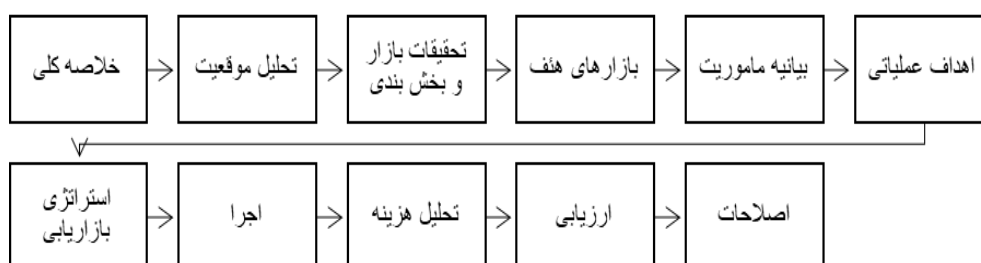 خلاصه کلی
تحلیل موقعیت
تحقیقات بازار
و بخش بندی
بازارهای هئف
بیانیه ماموریت
اهداف عملیاتی
استراتژی
بازاریابی
اجرا
تحلیل هزینه
ارزیابی
اصلاحات